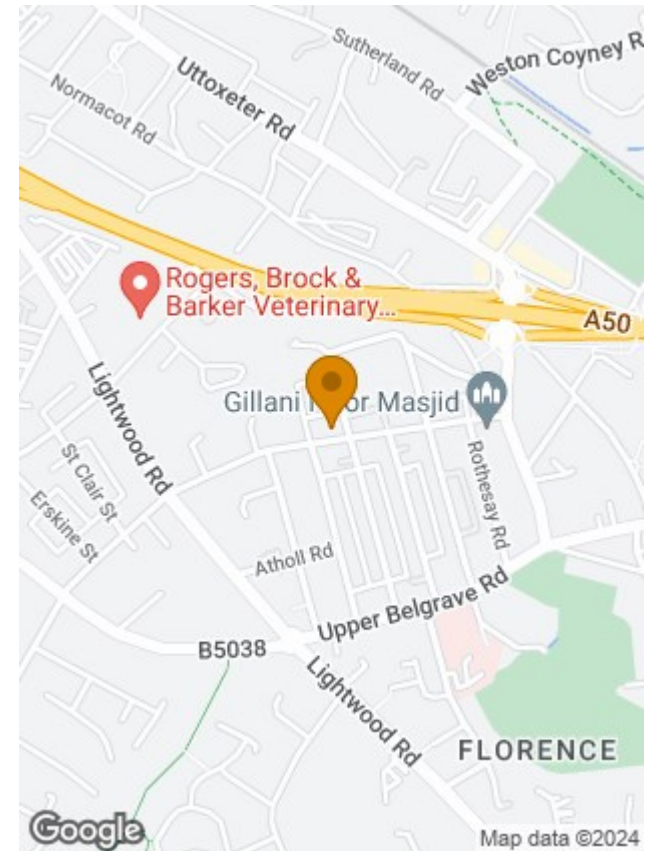 Sutherland Rd
Weston Coyney R
Uttoxeter Rd
Normacot Rd
Rogers, Brock &
Barker Veterinary...
A50
Gillani
or Masjid
Lightwood Rd
St Clair St
Erskine St
Rothesay Rd
Atholl Rd
Upper Belgrave Rd
B5038
Lightwood Rd
FLORENCE
Google
Map data ©2024